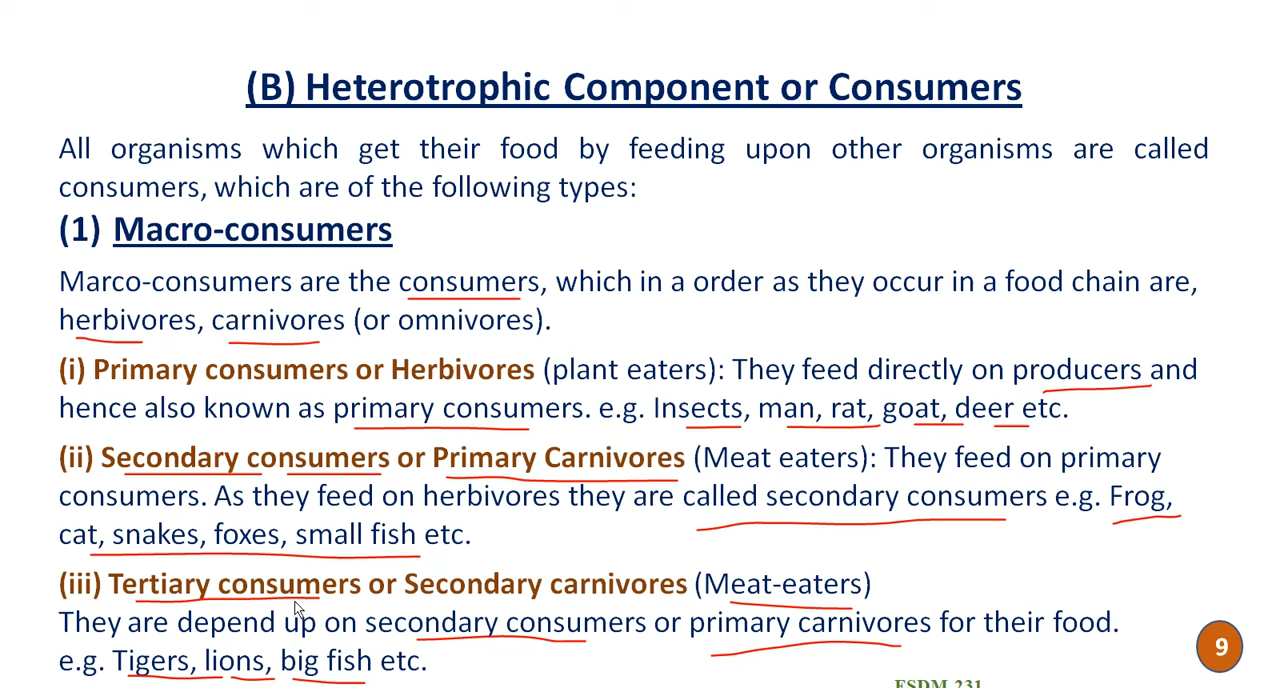 (B) Heterotrophic Component or Consumers
All organisms which get their food by feeding upon other organisms are called
consumers, which are of the following types:
(1) Macro-consumers
Marco-consumers are the consumers, which in a order as they occur in a food chain are,
herbivores, carnivores (or omnivores).
(i) Primary consumers or Herbivores (plant eaters): They feed directly on producers and
hence also known as primary consumers. e.g. Insects, man, rat, goat, deer etc.
(ii) Secondary consumers or Primary Carnivores (Meat eaters): They feed on primary
consumers. As they feed on herbivores they are called secondary consumers e.g. Frog,
cat, snakes, foxes, small fish etc.
(iii) Tertiary consumers or Secondary carnivores (Meat-eaters)
They are depend up on secondary consumers or primary carnivores for their food.
e.g. Tigers, lions, big fish etc.
9
ESDM 231